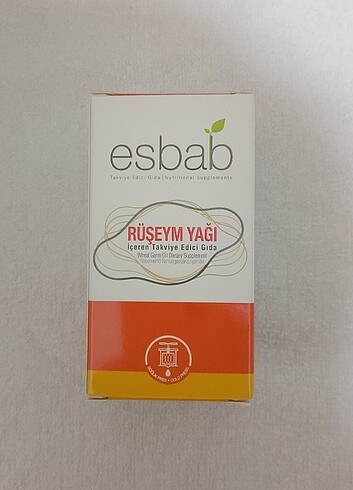 esbab
Takviye Edici Gıda | Nutritional Supplements
RÜŞEYM YAĞI
İçeren Takviye Edici Gıda
Wheat Germ Oil Dietary Supplement
SOĞUK PRES • COLD PRESS